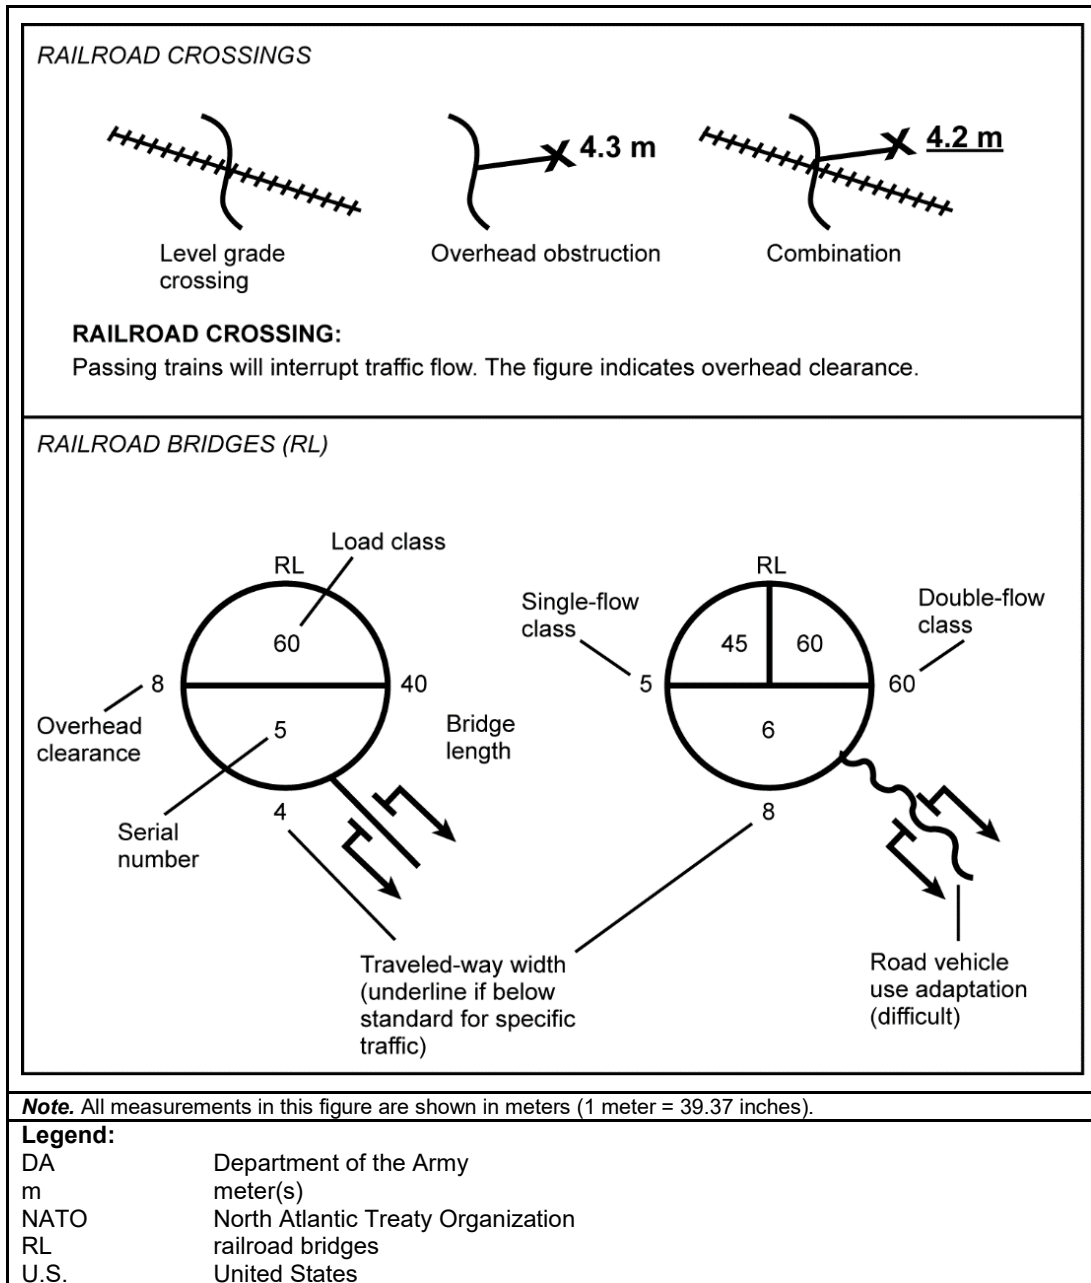 RAILROAD CROSSINGS
4.3 m
4.2 m
Level grade
crossing
Overhead obstruction
Combination
RAILROAD CROSSING:
Passing trains will interrupt traffic flow. The figure indicates overhead clearance.
RAILROAD BRIDGES (RL)
Load class
RL
60
8
40
Overhead
clearance
5
Bridge
length
4
Serial
number
RL
Single-flow
class
Double-flow
class
45
60
5
60
6
8
Traveled-way width
(underline if below
standard for specific
traffic)
Road vehicle
use adaptation
(difficult)
Note. All measurements in this figure are shown in meters (1 meter = 39.37 inches).
Legend:
DA Department of the Army
m meter(s)
NATO North Atlantic Treaty Organization
RL railroad bridges
U.S. United States